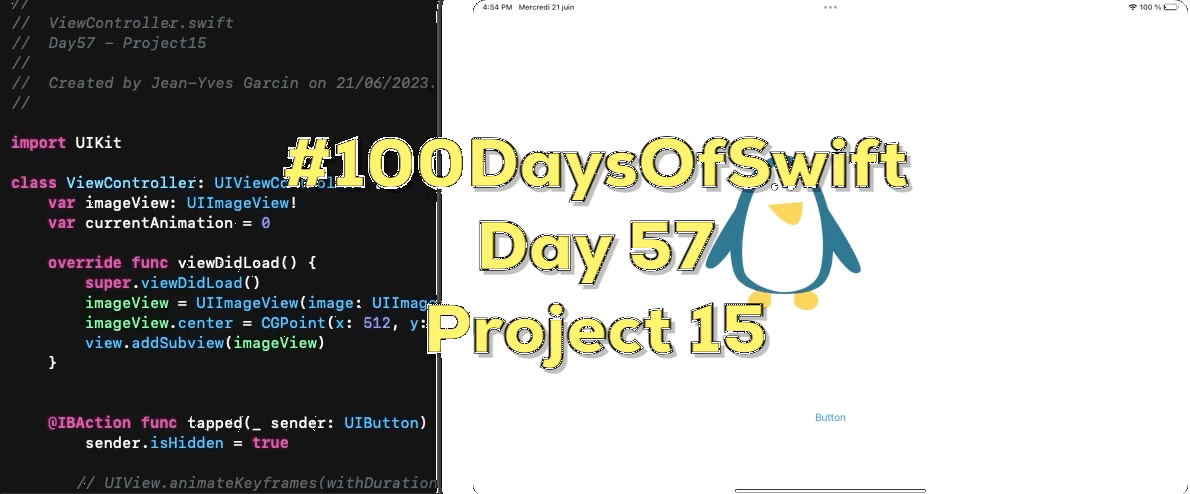 //
//  ViewController.swift
//  Day57 - Project15
//
//  Created by Jean-Yves Garcin on 21/06/2023.
//
import UIKit
class ViewController: UIViewControl
    var imageView: UIImageView!
    var currentAnimation = 0
    override func viewDidLoad() {
        super.viewDidLoad()
        imageView = UIImageView(image: UIImage
        imageView.center = CGPoint(x: 512, y:
        view.addSubview(imageView)
    }
    @IBAction func tapped(_ sender: UIButton)
        sender.isHidden = true
        // UIView.animateKeyframes(withDuration
4:54 PM Mercredi 21 juin
100 %
#100DaysOfSwift
Day 57
Project 15
Button